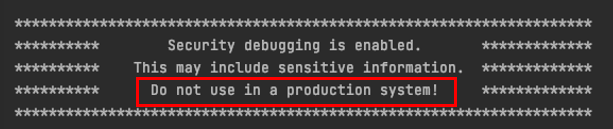 ********************************************************************
**********        Security debugging is enabled.       *************
**********    This may include sensitive information.  *************
**********      Do not use in a production system!     *************
********************************************************************